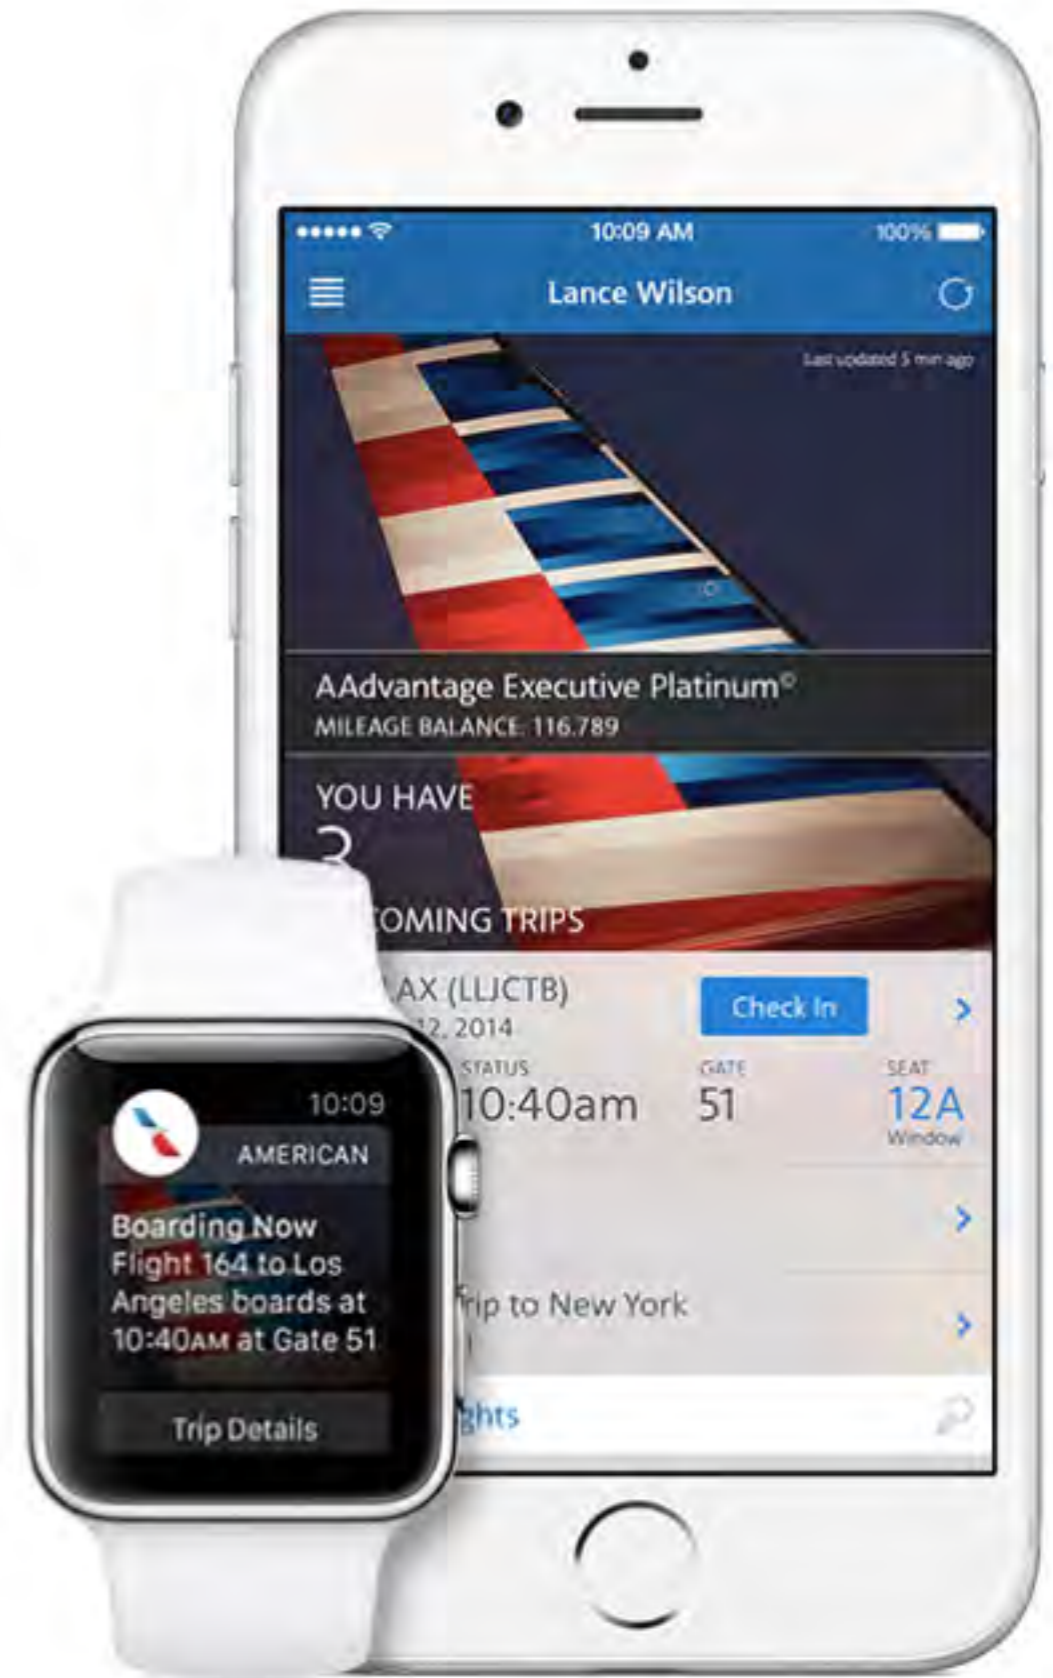 10:09 AM
100%
Lance Wilson
Last updated 5 min ago
AAdvantage Executive Platinum©
MILEAGE BALANCE: 116.789
YOU HAVE
3
COMING TRIPS
AX (LLJCTB)
12, 2014
Check In
STATUS
GATE
SEAT
10:40am
51
12A
Window
rip to New York
ghts
10:09
AMERICAN
Boarding Now
Flight 164 to Los
Angeles boards at
10:40AM at Gate 51
Trip Details